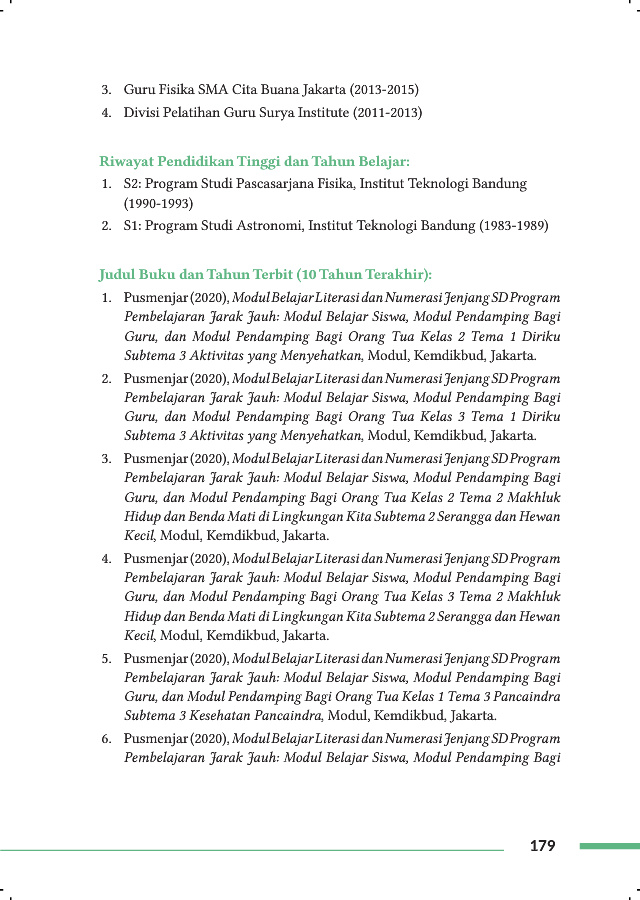 3. Guru Fisika SMA Cita Buana Jakarta (2013-2015)
4. Divisi Pelatihan Guru Surya Institute (2011-2013)
Riwayat Pendidikan Tinggi dan Tahun Belajar:
1. S2: Program Studi Pascasarjana Fisika, Institut Teknologi Bandung
(1990-1993)
2. S1: Program Studi Astronomi, Institut Teknologi Bandung (1983-1989)
Judul Buku dan Tahun Terbit (10 Tahun Terakhir):
1. Pusmenjar (2020), Modul Belajar Literasi dan Numerasi Jenjang SD Program
Pembelajaran Jarak Jauh: Modul Belajar Siswa, Modul Pendamping Bagi
Guru, dan Modul Pendamping Bagi Orang Tua Kelas 2 Tema 1 Diriku
Subtema 3 Aktivitas yang Menyehatkan, Modul, Kemdikbud, Jakarta.
2. Pusmenjar (2020), Modul Belajar Literasi dan Numerasi Jenjang SD Program
Pembelajaran Jarak Jauh: Modul Belajar Siswa, Modul Pendamping Bagi
Guru, dan Modul Pendamping Bagi Orang Tua Kelas 3 Tema 1 Diriku
Subtema 3 Aktivitas yang Menyehatkan, Modul, Kemdikbud, Jakarta.
3. Pusmenjar (2020), Modul Belajar Literasi dan Numerasi Jenjang SD Program
Pembelajaran Jarak Jauh: Modul Belajar Siswa, Modul Pendamping Bagi
Guru, dan Modul Pendamping Bagi Orang Tua Kelas 2 Tema 2 Makhluk
Hidup dan Benda Mati di Lingkungan Kita Subtema 2 Serangga dan Hewan
Kecil, Modul, Kemdikbud, Jakarta.
4. Pusmenjar (2020), Modul Belajar Literasi dan Numerasi Jenjang SD Program
Pembelajaran Jarak Jauh: Modul Belajar Siswa, Modul Pendamping Bagi
Guru, dan Modul Pendamping Bagi Orang Tua Kelas 3 Tema 2 Makhluk
Hidup dan Benda Mati di Lingkungan Kita Subtema 2 Serangga dan Hewan
Kecil, Modul, Kemdikbud, Jakarta.
5. Pusmenjar (2020), Modul Belajar Literasi dan Numerasi Jenjang SD Program
Pembelajaran Jarak Jauh: Modul Belajar Siswa, Modul Pendamping Bagi
Guru, dan Modul Pendamping Bagi Orang Tua Kelas 1 Tema 3 Pancaindra
Subtema 3 Kesehatan Pancaindra, Modul, Kemdikbud, Jakarta.
6. Pusmenjar (2020), Modul Belajar Literasi dan Numerasi Jenjang SD Program
Pembelajaran Jarak Jauh: Modul Belajar Siswa, Modul Pendamping Bagi
179